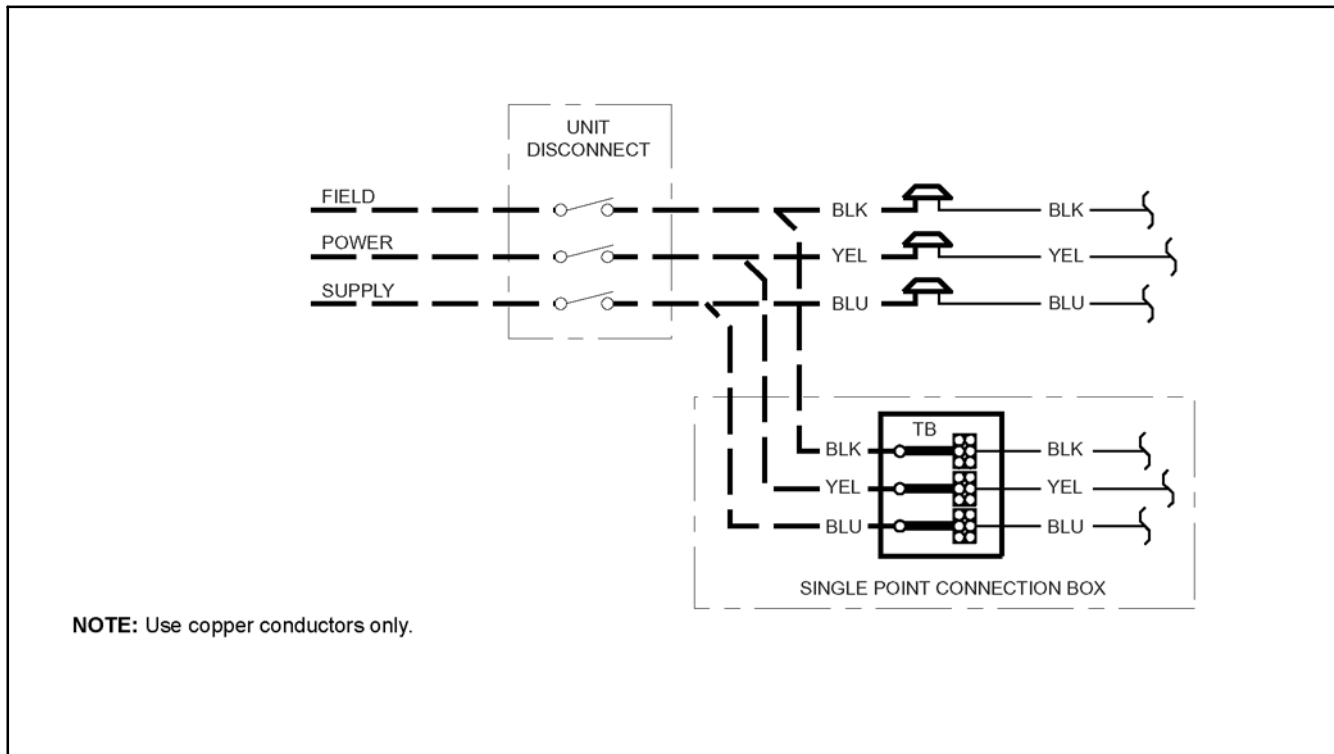 UNIT
DISCONNECT
FIELD
BLK
BLK
POWER
YEL
YEL
SUPPLY
BLU
BLU
TB
BLK
BLK
YEL
YEL
BLU
BLU
SINGLE POINT CONNECTION BOX
NOTE: Use copper conductors only.